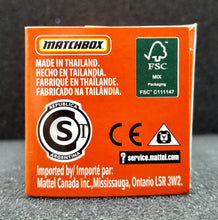 MATCHBOX
MADE IN THAILAND.
HECHO EN TAILANDIA.
FABRIQUÉ EN THAÏLANDE.
FABRICADO NA TAILÂNDIA.
FSC
MIX
Packaging
FSC® C111147
REPUBLICA
S
ARGENTINA
CE
? service.mattel.com
Imported by/ Importé par:
Mattel Canada Inc., Mississauga, Ontario L5R 3W2.